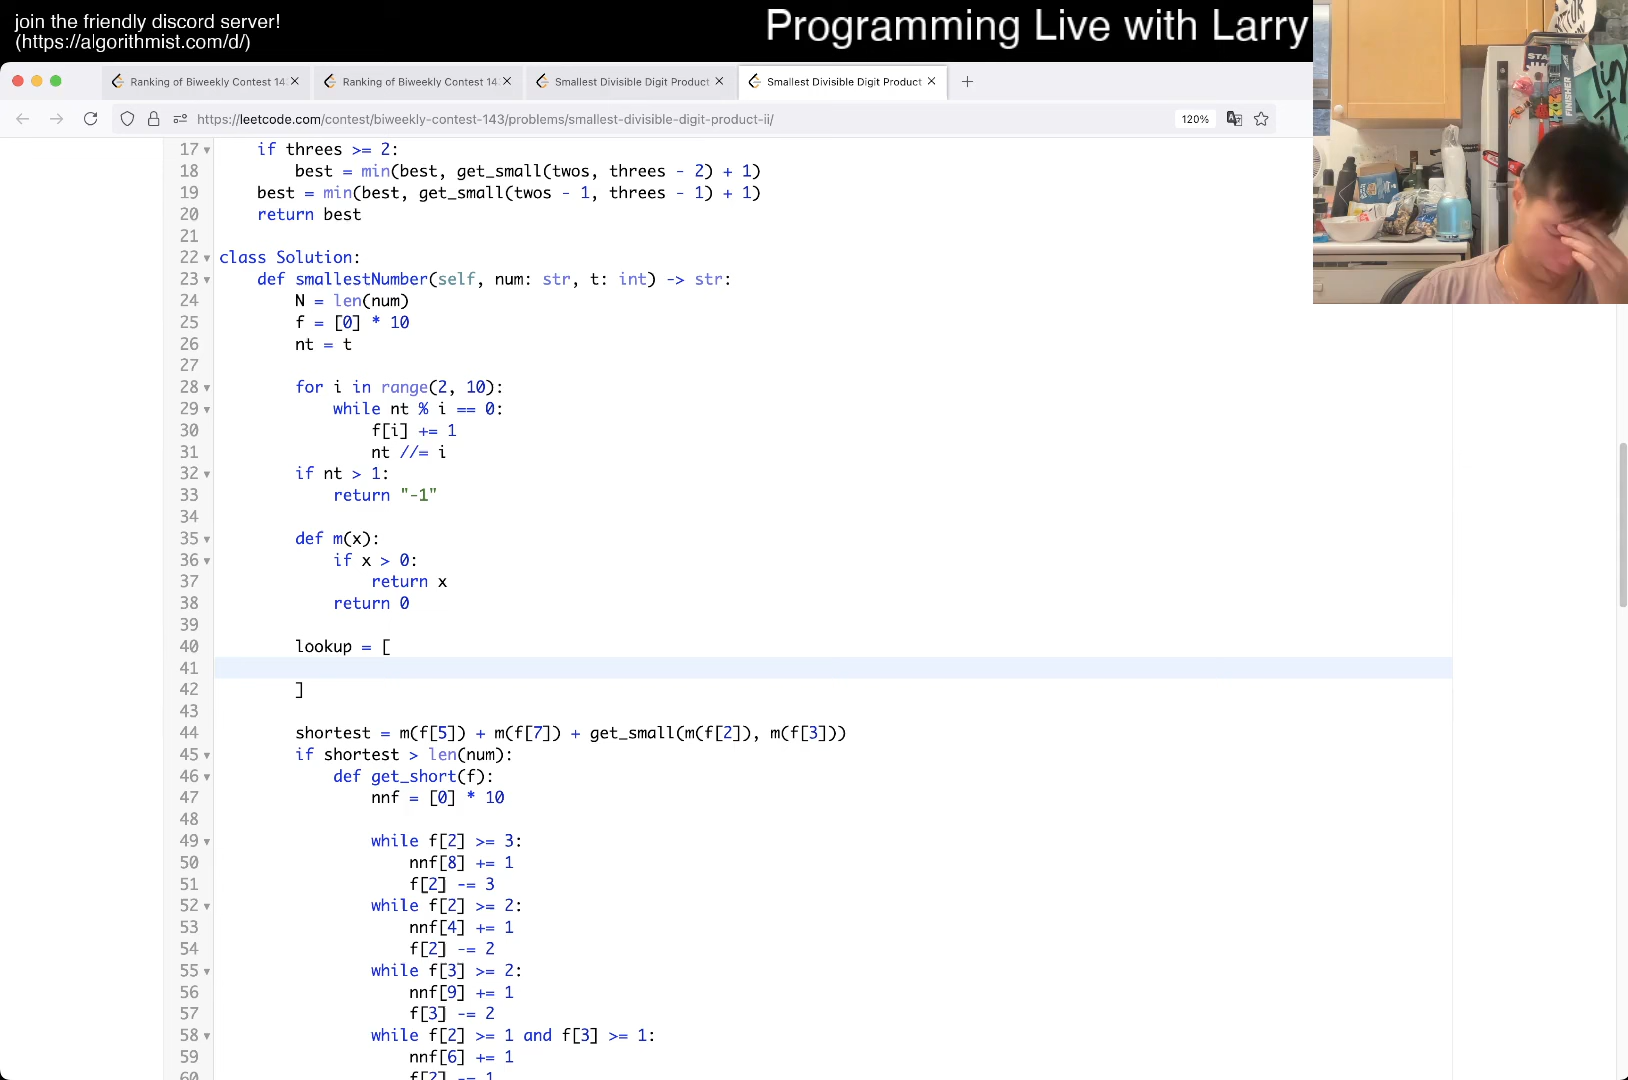 join the friendly discord server!
(https://algorithmist.com/d/)
Programming Live with Larry
Ranking of Biweekly Contest 14
Ranking of Biweekly Contest 14
Smallest Divisible Digit Product
Smallest Divisible Digit Product
https://leetcode.com/contest/biweekly-contest-143/problems/smallest-divisible-digit-product-ii/
120%
17 if threes >= 2:
18 best = min(best, get_small(twos, threes - 2) + 1)
19 best = min(best, get_small(twos - 1, threes - 1) + 1)
20 return best
21
22 class Solution:
23 def smallestNumber(self, num: str, t: int) -> str:
24 N = len(num)
25 f = [0] * 10
26 nt = t
27
28 for i in range(2, 10):
29 while nt % i == 0:
30 f[i] += 1
31 nt //= i
32 if nt > 1:
33 return "-1"
34
35 def m(x):
36 if x > 0:
37 return x
38 return 0
39
40 lookup = [
41
42 ]
43
44 shortest = m(f[5]) + m(f[7]) + get_small(m(f[2]), m(f[3]))
45 if shortest > len(num):
46 def get_short(f):
47 nnf = [0] * 10
48
49 while f[2] >= 3:
50 nnf[8] += 1
51 f[2] -= 3
52 while f[2] >= 2:
53 nnf[4] += 1
54 f[2] -= 2
55 while f[3] >= 2:
56 nnf[9] += 1
57 f[3] -= 2
58 while f[2] >= 1 and f[3] >= 1:
59 nnf[6] += 1
60 f[2] -= 1